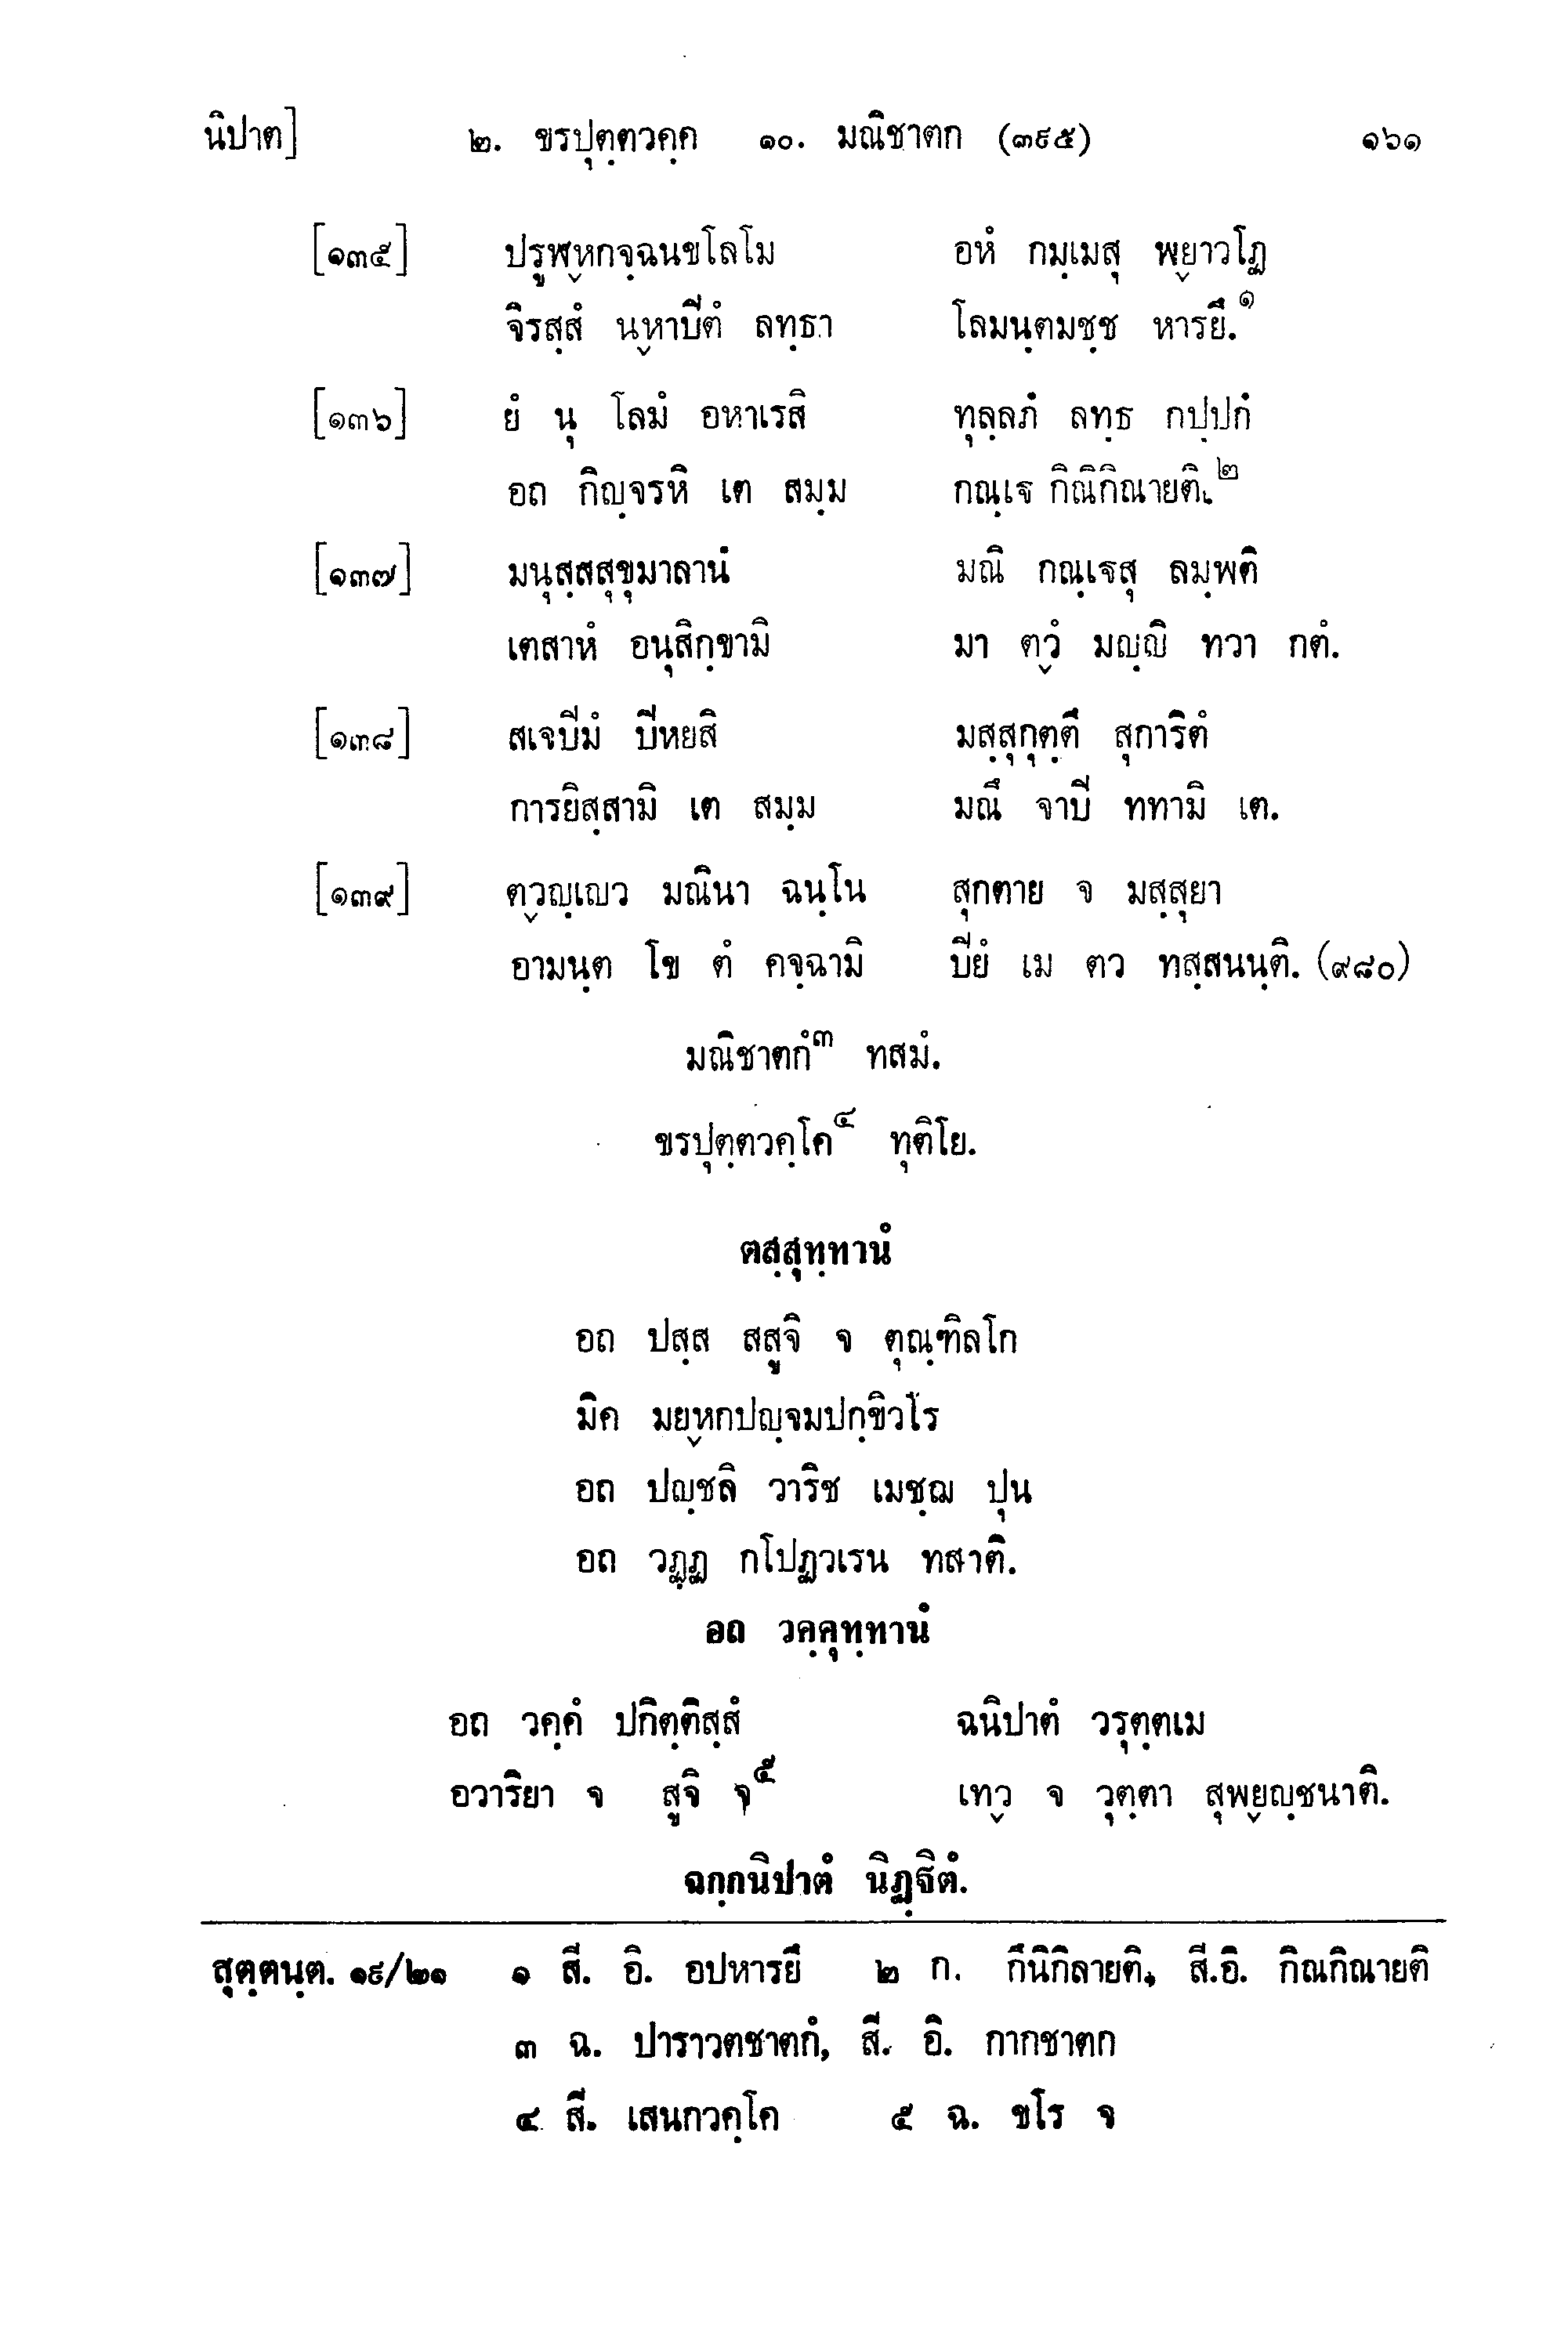 นิปาต] ๒. ขรปุตฺตวคฺค ๑๐. มณิชาตก (๓๙๕) ๑๖๑
[๑๓๕] ปรูฬฺหกจฺฉนขโลโม อหํ กมฺเมสุ พฺยาวโฏ
จิรสฺสํ นฺหาปิตํ ลทฺธา โลมนฺตมชฺช หารยึ.๑
[๑๓๖] ยํ นุ โลมํ อหาเรสิ ทุลฺลภํ ลทฺธ กปฺปกํ
อถ กิญฺจรหิ เต สมฺม กณฺเฐ กิณิกิณายติ.๒
[๑๓๗] มนุสฺสสุขุมาลานํ มณิ กณฺเฐสุ ลมฺพติ
เตสาหํ อนุสิกฺขามิ มา ตฺวํ มญฺญิ ทวา กตํ.
[๑๓๘] สเจปิมํ ปิหยสิ มสฺสุกุตฺตึ สุการิตํ
การยิสฺสามิ เต สมฺม มณึ จาปิ ททามิ เต.
[๑๓๙] ตฺวญฺเญว มณินา ฉนฺโน สุกตาย จ มสฺสุยา
อามนฺต โข ตํ คจฺฉามิ ปิยํ เม ตว ทสฺสนนฺติ. (๙๘๐)
มณิชาตกํ๓ ทสมํ.
ขรปุตฺตวคฺโค๔ ทุติโย.
ตสฺสุทฺทานํ
อถ ปสฺส สสูจิ จ ตุณฺฑิลโก
มิค มยฺหกปญฺจมปกฺขิวโร
อถ ปญฺชลิ วาริช เมชฺฌ ปุน
อถ วฏฺฏ กโปฏวเรน ทสาติ.
อถ วคฺคุทฺทานํ
อถ วคฺคํ ปกิตฺติสฺสํ ฉนิปาตํ วรุตฺตเม
อวาริยา จ สูจิ จ๕ เทฺว จ วุตฺตา สุพฺยญฺชนาติ.
ฉกฺกนิปาตํ นิฏฺฐิตํ.
สุตฺตนฺต. ๑๙/๒๑ ๑ สี. อิ. อปหารยึ ๒ ก. กึนิกิลายติ, สี.อิ. กิณกิณายติ
๓ ฉ. ปาราวตชาตกํ, สี. อิ. กากชาตก
๔ สี. เสนกวคฺโค ๕ ฉ. ขโร จ